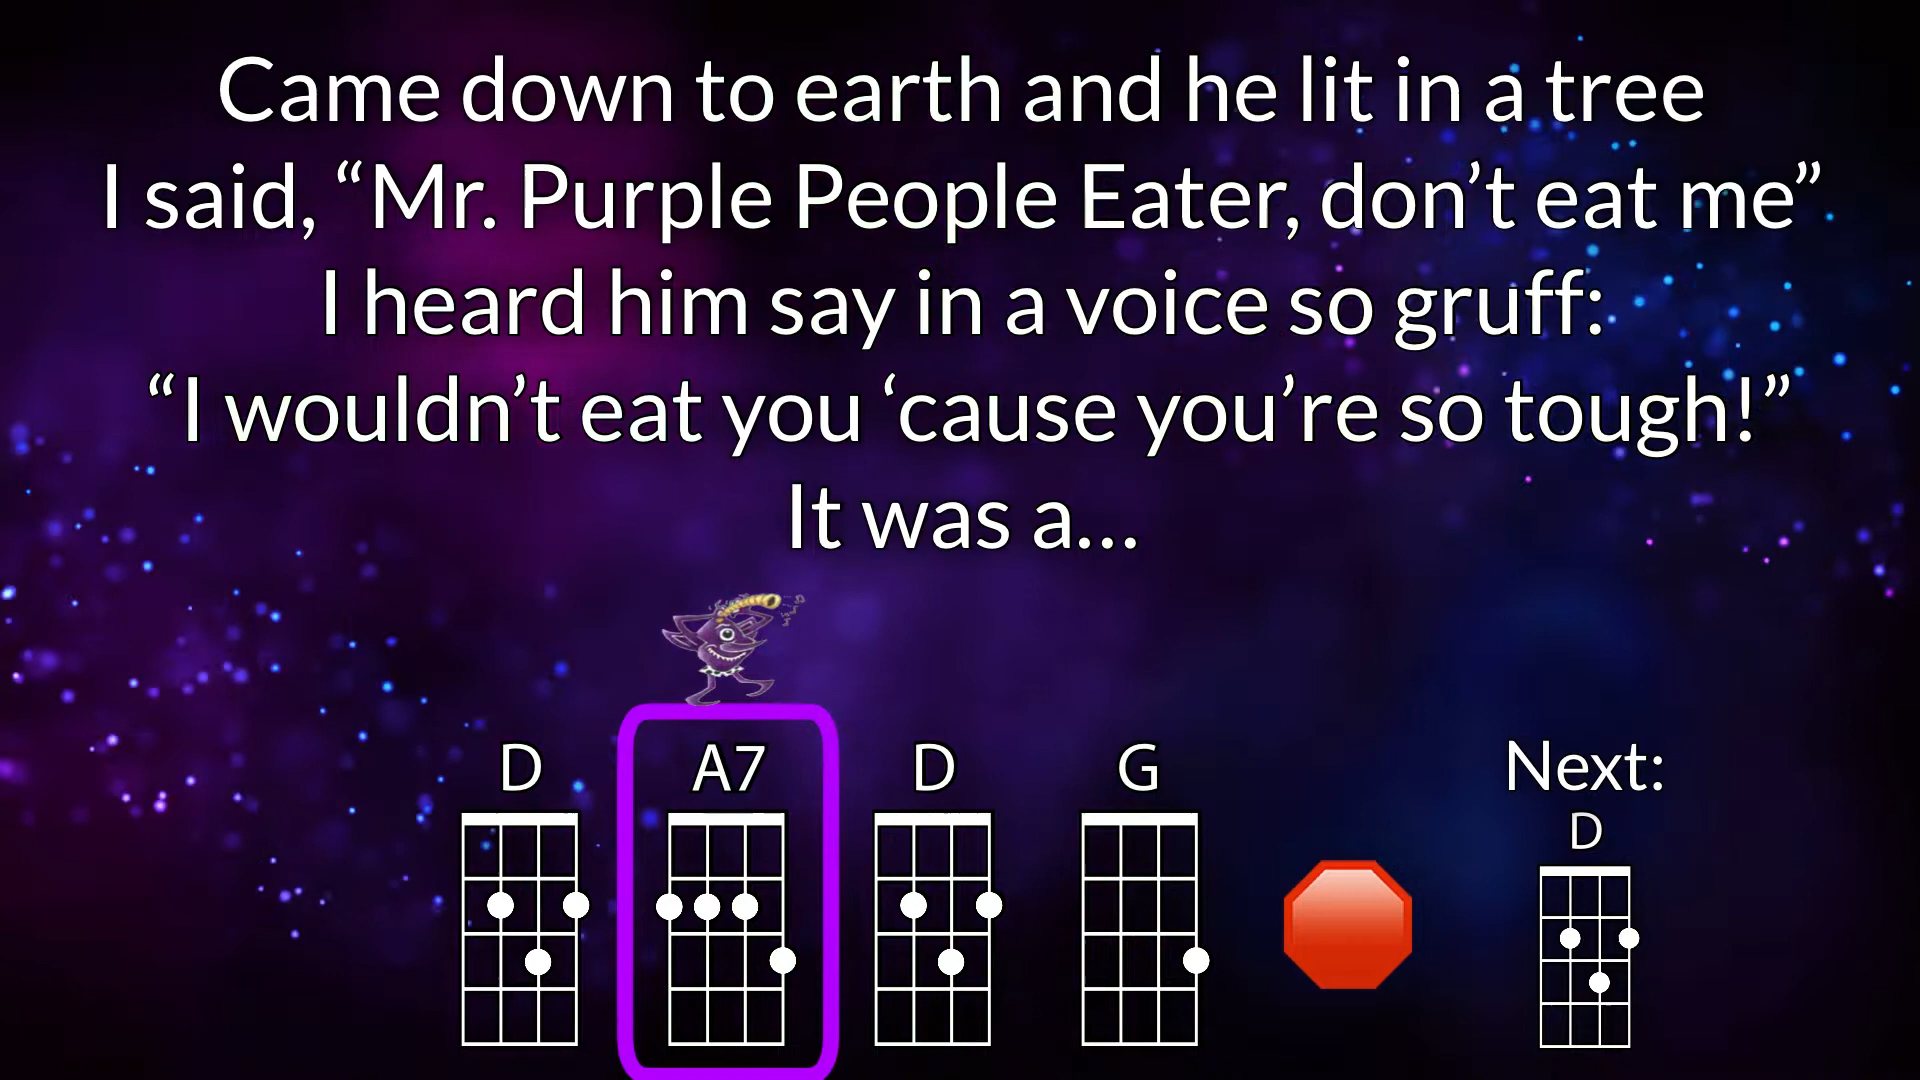 Came down to earth and he lit in a tree
I said, “Mr. Purple People Eater, don’t eat me”
I heard him say in a voice so gruff:
“I wouldn’t eat you ‘cause you’re so tough!”
It was a...
D A7 D G Next:
D